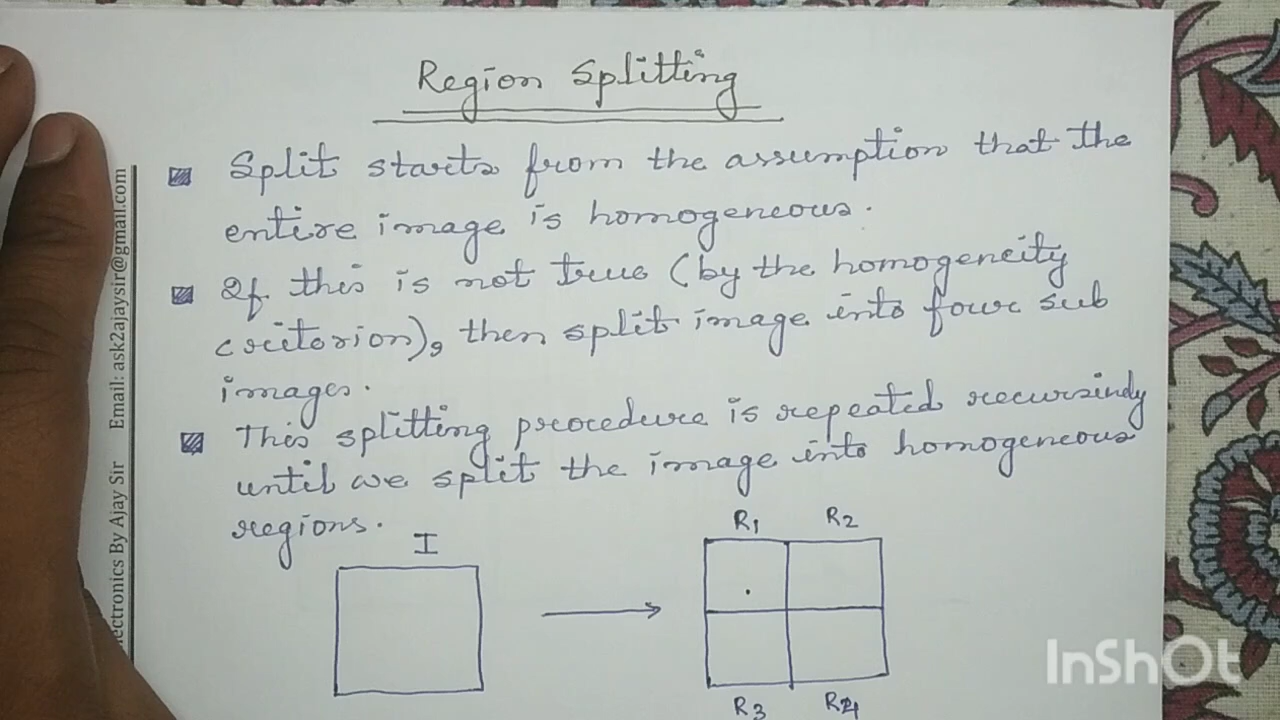 Region Splitting
Split starts from the assumption that the
entire image is homogeneous.
If this is not true (by the homogeneity
criterion), then split image into four sub
images.
This splitting procedure is repeated recursively
until we split the image into homogeneous
regions.
I
R1 R2
R3 R4
ectronics By Ajay Sir Email: ask2ajaysir@gmail.com
InShOt